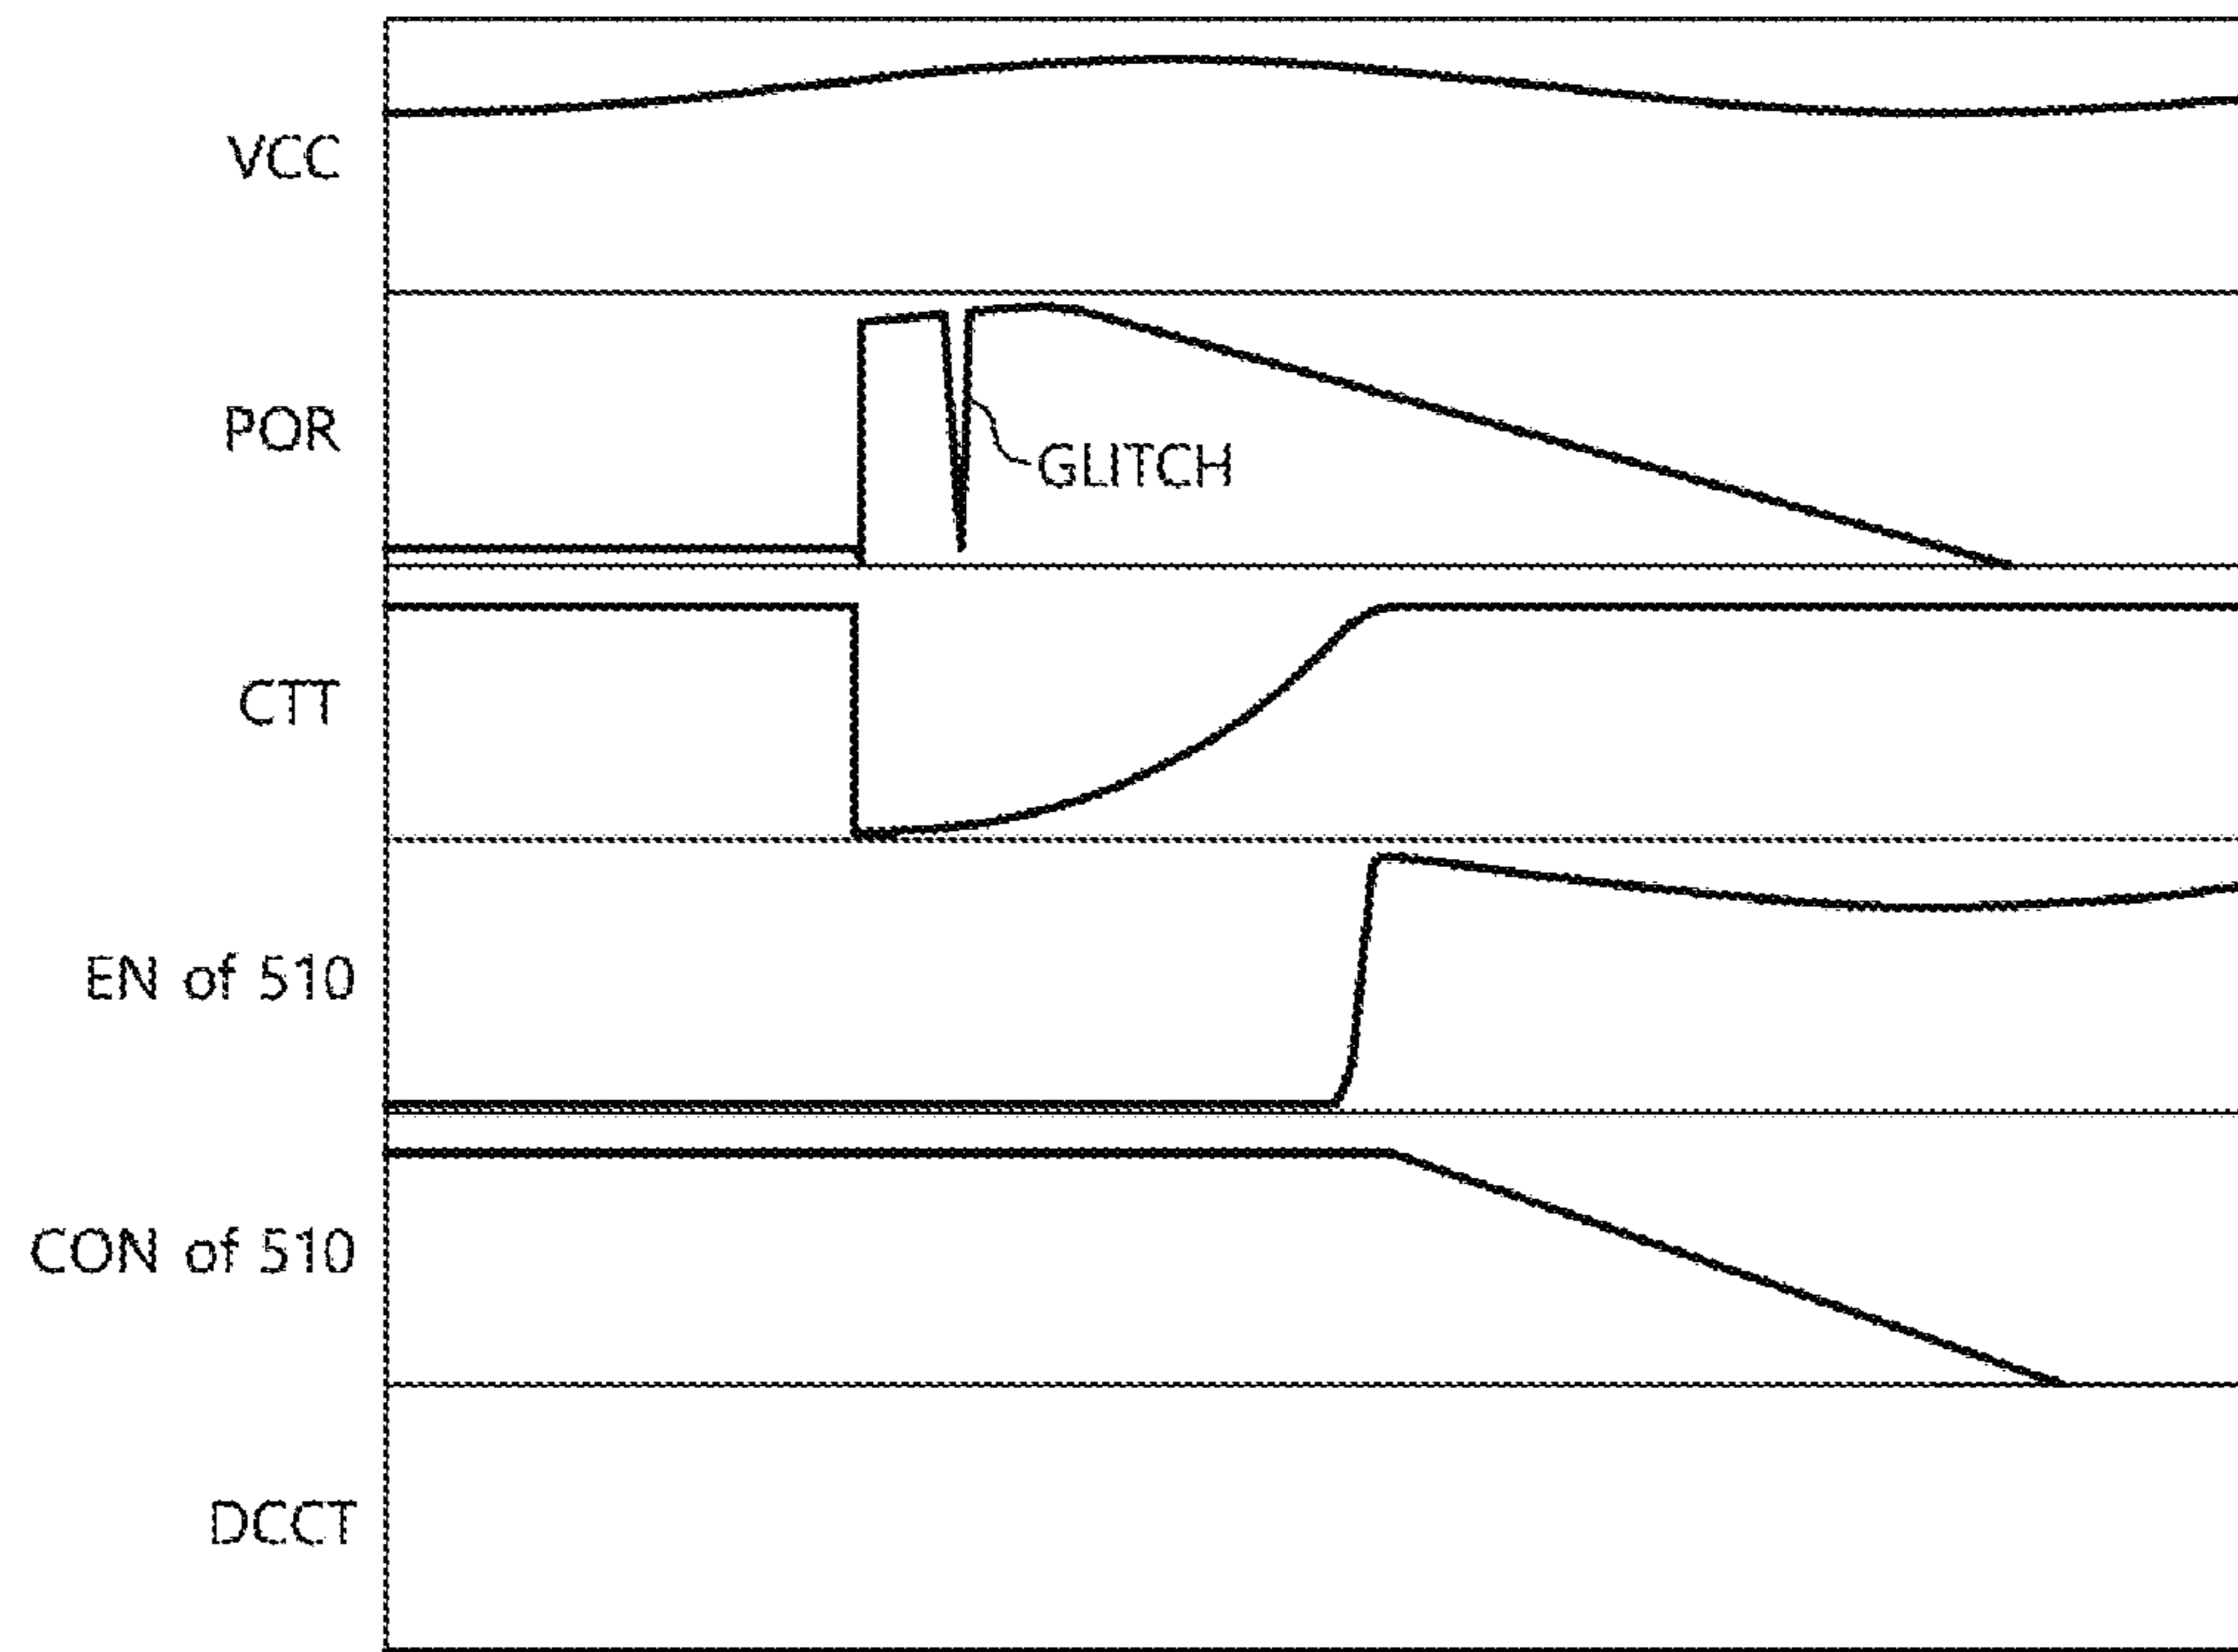 VCC
POR
GLITCH
CTT
EN of 510
CON of 510
DCCT